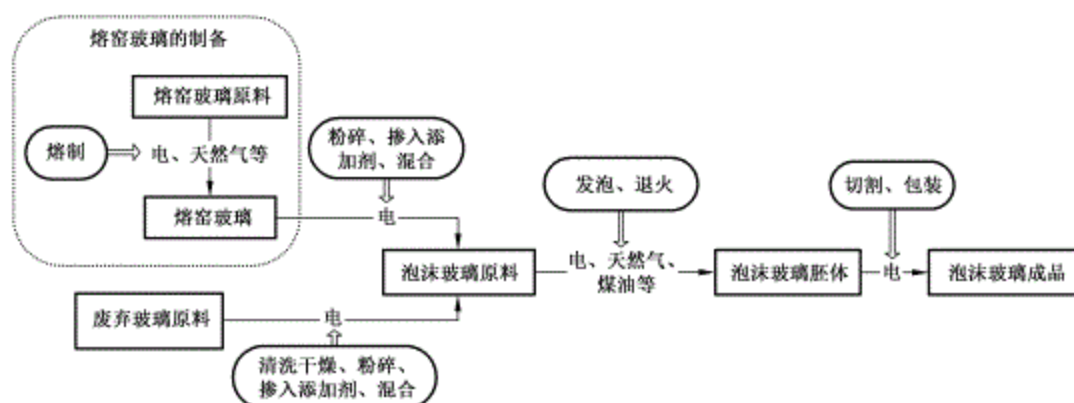 熔窑玻璃的制备
熔窑玻璃原料
熔制
电、天然气等
熔窑玻璃
粉碎、掺入添
加剂、混合
电
发泡、退火
切割、包装
泡沫玻璃原料
电、天然气、
煤油等
泡沫玻璃胚体
电
泡沫玻璃成品
废弃玻璃原料
电
清洗干燥、粉碎、
掺入添加剂、混合